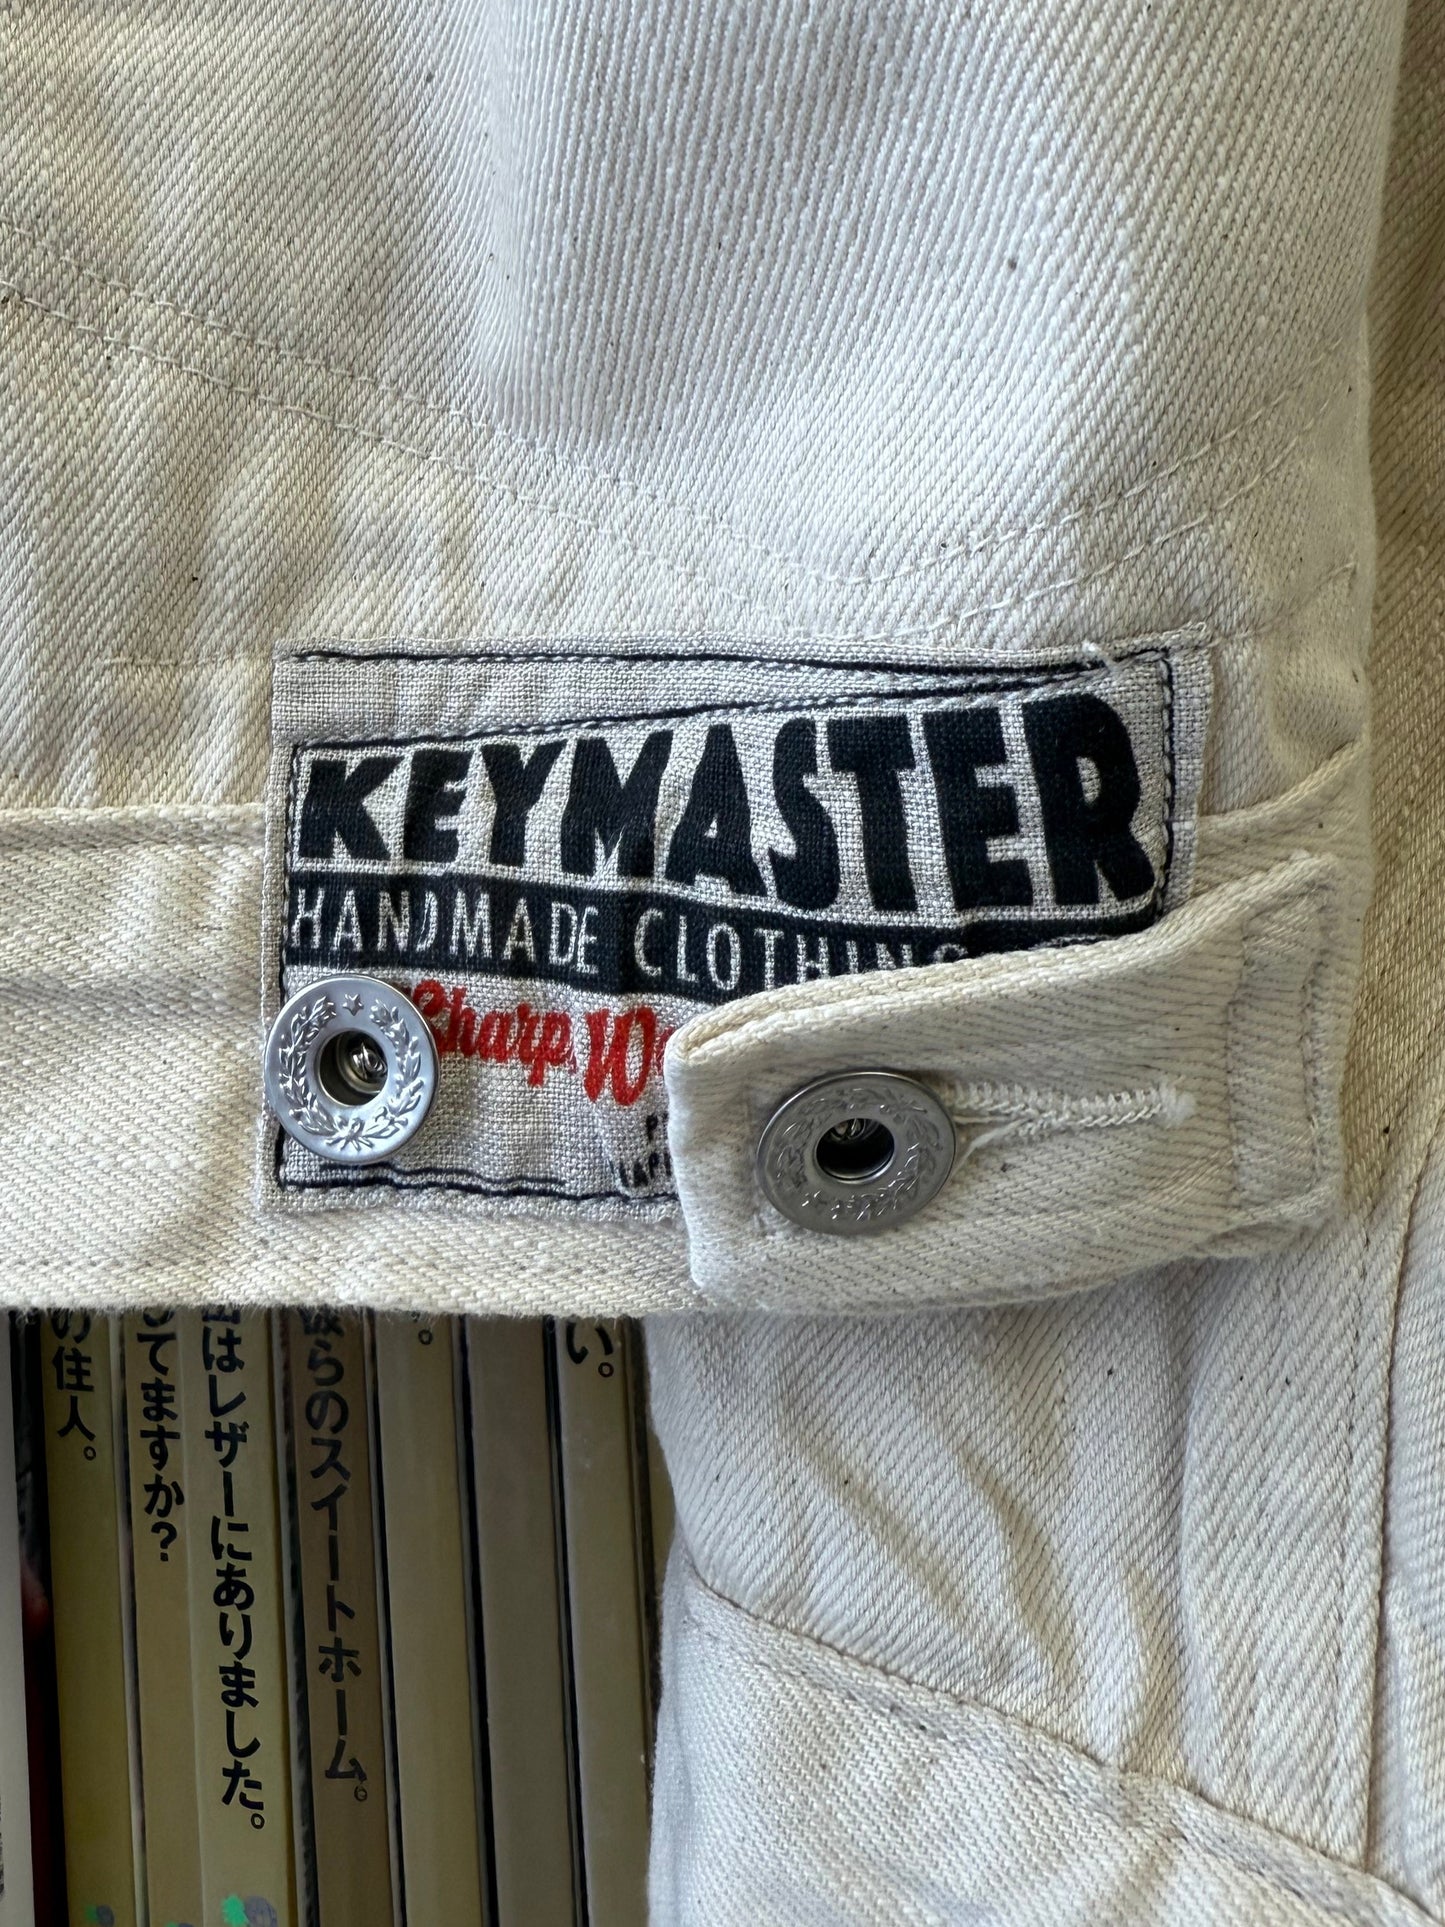 KEYMASTER
HANDMADE CLOTHING
Sharp
の住人。
してますか?
はレザーにありました。
らのスイートホーム。
い。